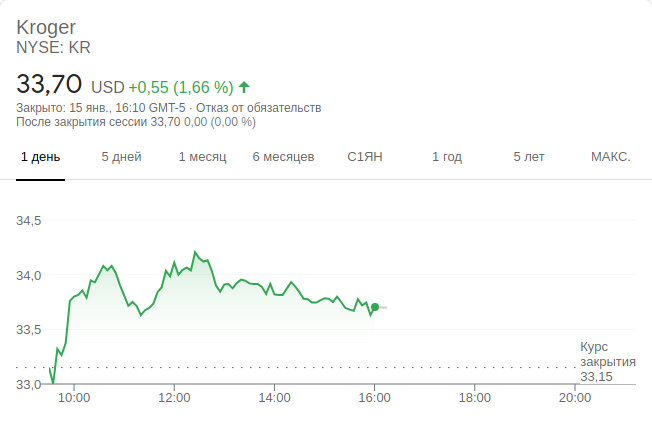 Kroger
NYSE: KR
33,70 USD +0,55 (1,66 %)
Закрыто: 15 янв., 16:10 GMT-5 · Отказ от обязательств
После закрытия сессии 33,70 0,00 (0,00 %)
1 день 5 дней 1 месяц 6 месяцев С1ЯН 1 год 5 лет МАКС.
34,5
34,0
33,5
Курс
закрытия
33,15
33,0
10:00 12:00 14:00 16:00 18:00 20:00